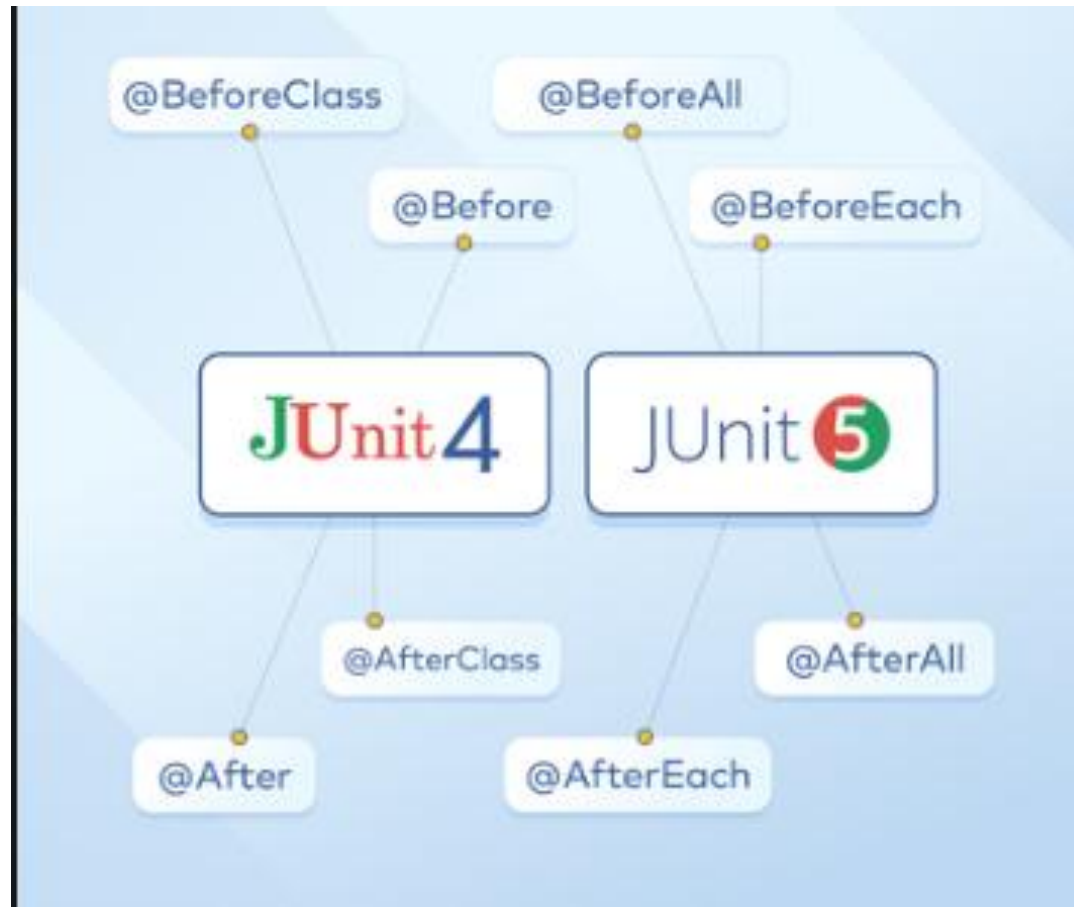 @BeforeClass
@BeforeAll
@Before
@BeforeEach
JUnit 4
JUnit 5
@AfterClass
@AfterAll
@After
@AfterEach